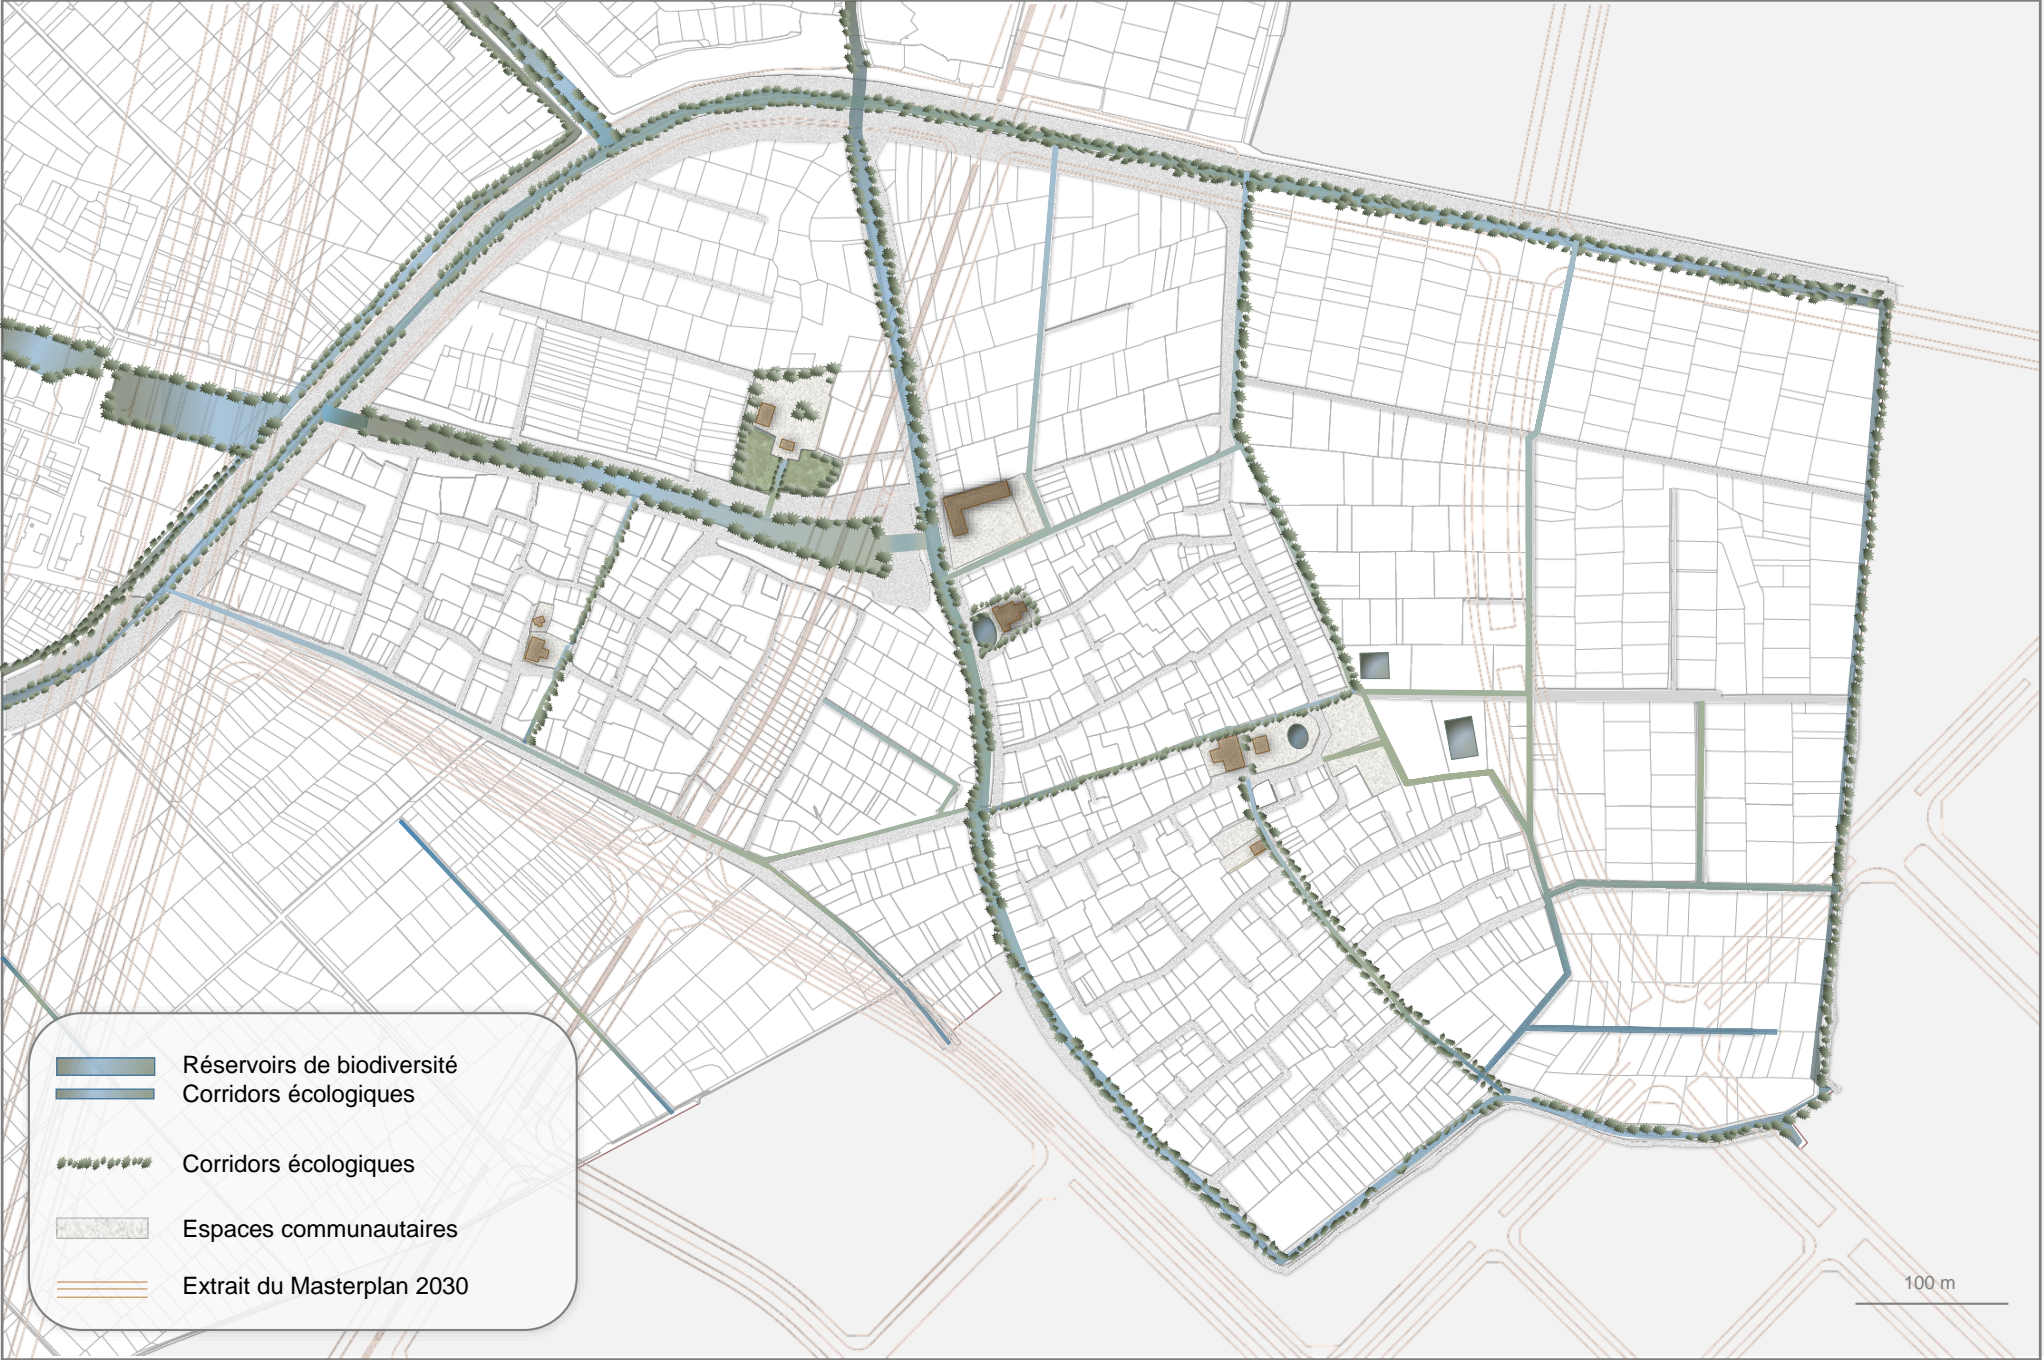 Réservoirs de biodiversité
Corridors écologiques
Corridors écologiques
Espaces communautaires
Extrait du Masterplan 2030
100 m